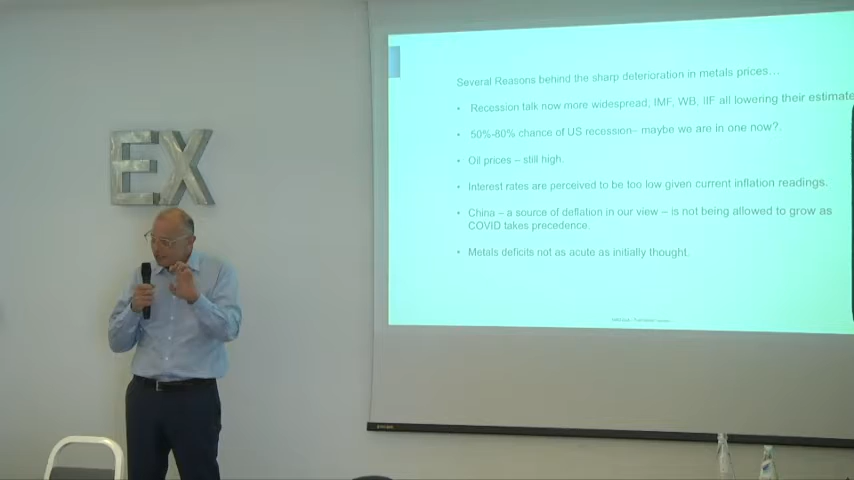 EX
Several Reasons behind the sharp deterioration in metals prices…
• Recession talk now more widespread, IMF, WB, IIF all lowering their estimate
• 50%-80% chance of US recession– maybe we are in one now?.
• Oil prices – still high.
• Interest rates are perceived to be too low given current inflation readings.
• China – a source of deflation in our view – is not being allowed to grow as
COVID takes precedence.
• Metals deficits not as acute as initially thought.